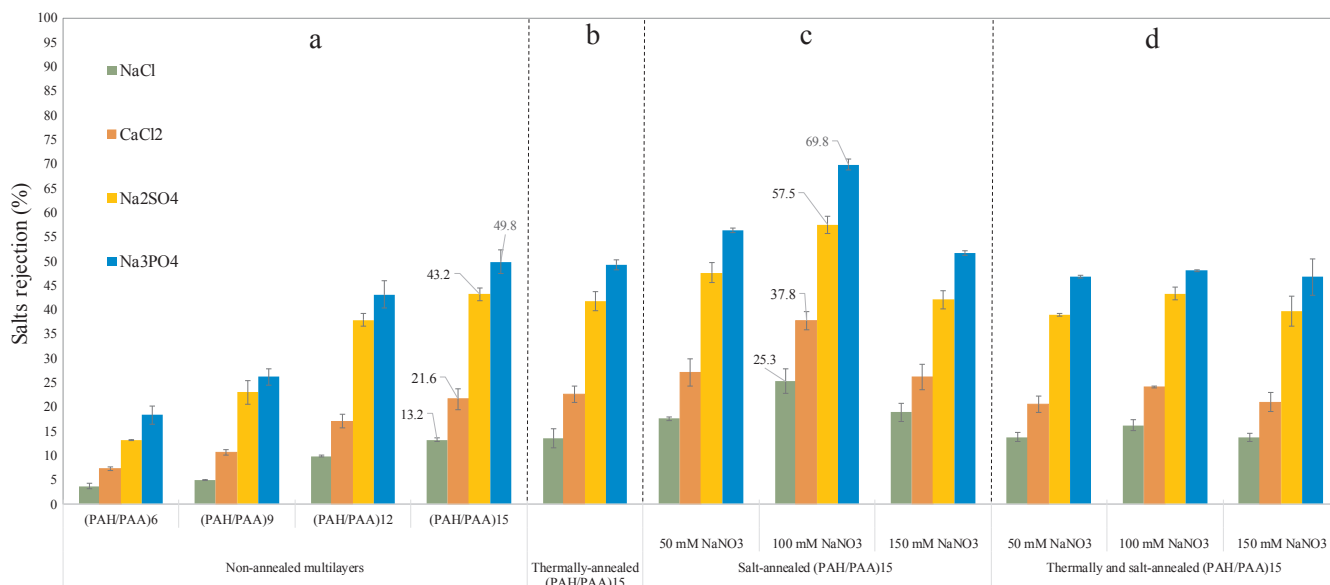 a
b
c
d
Salts rejection (%)
100
95
90
85
80
75
70
65
60
55
50
45
40
35
30
25
20
15
10
5
0
NaCl
CaCl2
Na2SO4
Na3PO4
13.2
21.6
43.2
49.8
25.3
37.8
57.5
69.8
(PAH/PAA)6
(PAH/PAA)9
(PAH/PAA)12
(PAH/PAA)15
50 mM NaNO3
100 mM NaNO3
150 mM NaNO3
50 mM NaNO3
100 mM NaNO3
150 mM NaNO3
Non-annealed multilayers
Thermally-annealed
(PAH/PAA)15
Salt-annealed (PAH/PAA)15
Thermally and salt-annealed (PAH/PAA)15